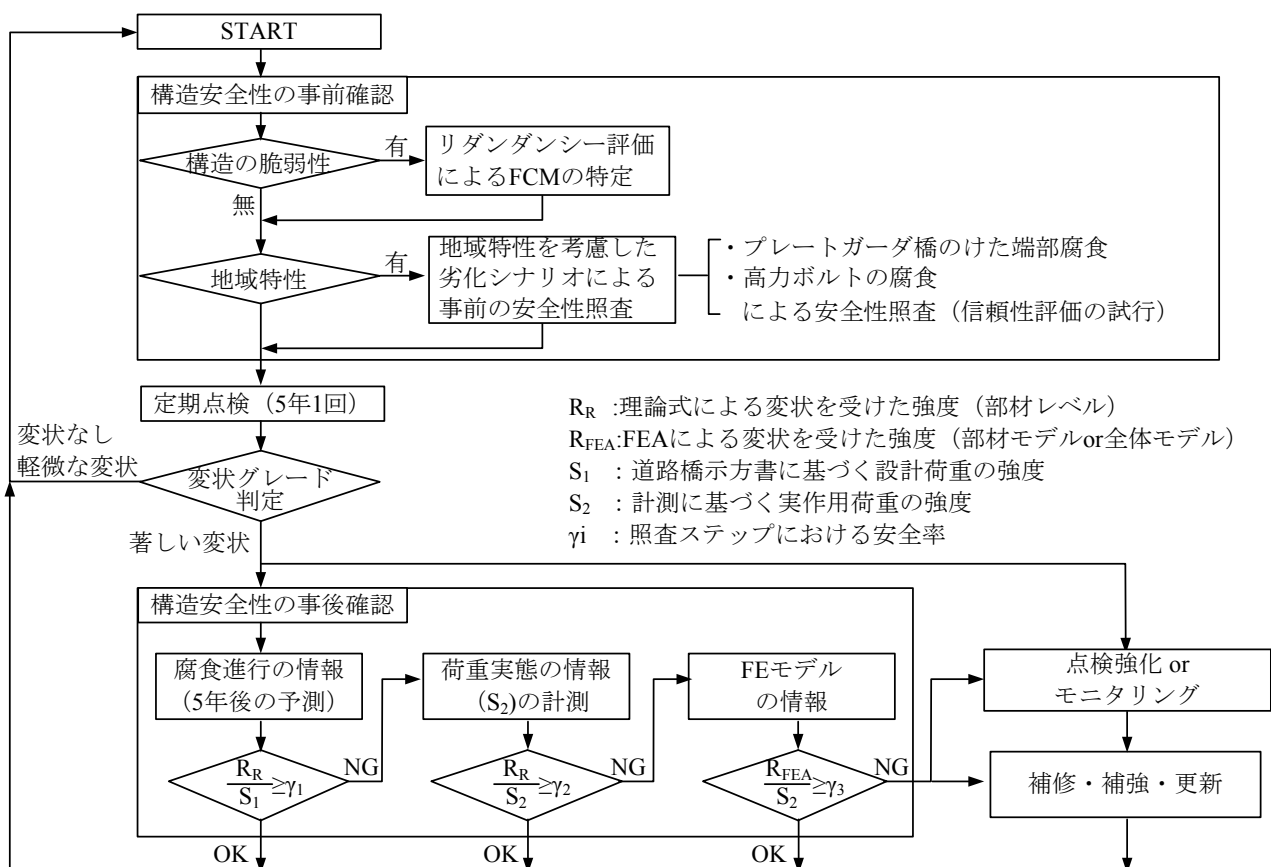 START
構造安全性の事前確認
構造の脆弱性
有
リダンダンシー評価
によるFCMの特定
無
地域特性
有
地域特性を考慮した
劣化シナリオによる
事前の安全性照査
・プレートガーダ橋のけた端部腐食
・高力ボルトの腐食
による安全性照査（信頼性評価の試行）
定期点検（5年1回）
変状なし
軽微な変状
変状グレード
判定
著しい変状
RR :理論式による変状を受けた強度（部材レベル）
RFEA:FEAによる変状を受けた強度（部材モデルor全体モデル）
S1 ：道路橋示方書に基づく設計荷重の強度
S2 ：計測に基づく実作用荷重の強度
γi ：照査ステップにおける安全率
構造安全性の事後確認
腐食進行の情報
（5年後の予測）
荷重実態の情報
（S2)の計測
FEモデル
の情報
点検強化 or
モニタリング
RR/S1≥γ1
NG
RR/S2≥γ2
NG
RFEA/S2≥γ3
NG
補修・補強・更新
OK
OK
OK